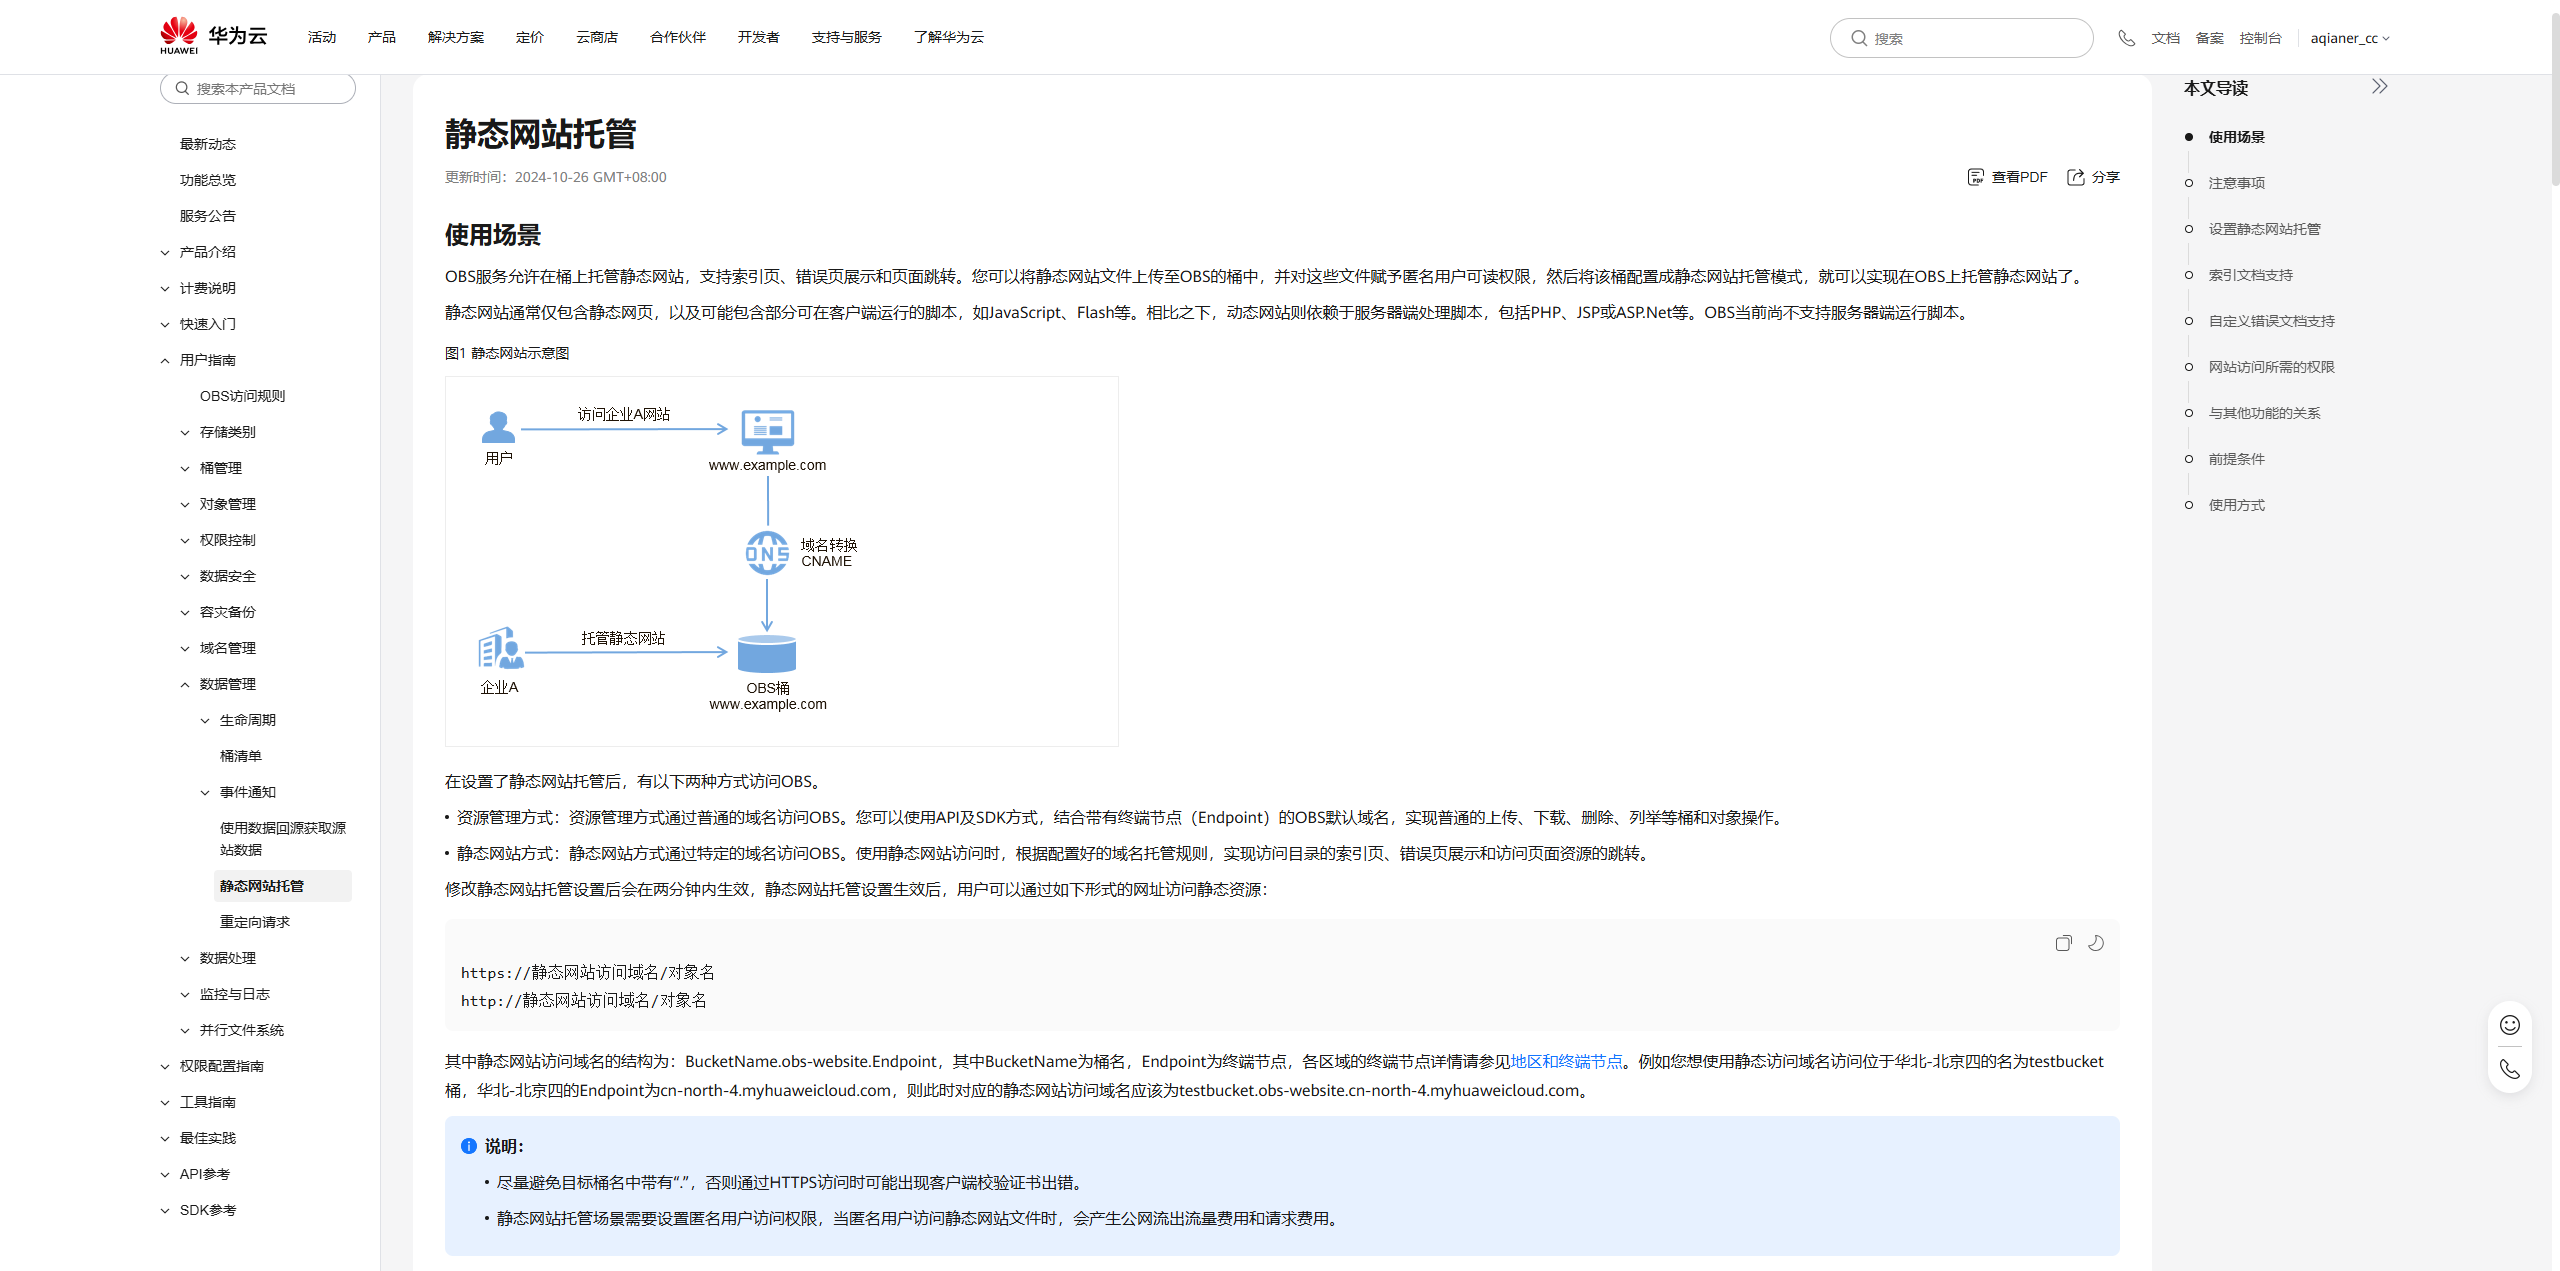 HUAWEI
华为云
活动
产品
解决方案
定价
云商店
合作伙伴
开发者
支持与服务
了解华为云
搜索
文档
备案
控制台
aqianer_cc
搜索本产品文档
最新动态
功能总览
服务公告
产品介绍
计费说明
快速入门
用户指南
OBS访问规则
存储类别
桶管理
对象管理
权限控制
数据安全
容灾备份
域名管理
数据管理
生命周期
桶清单
事件通知
使用数据回源获取源
站数据
静态网站托管
重定向请求
数据处理
监控与日志
并行文件系统
权限配置指南
工具指南
最佳实践
API参考
SDK参考
静态网站托管
更新时间：2024-10-26 GMT+08:00
查看PDF
分享
使用场景
OBS服务允许在桶上托管静态网站，支持索引页、错误页展示和页面跳转。您可以将静态网站文件上传至OBS的桶中，并对这些文件赋予匿名用户可读权限，然后将该桶配置成静态网站托管模式，就可以实现在OBS上托管静态网站了。
静态网站通常仅包含静态网页，以及可能包含部分可在客户端运行的脚本，如JavaScript、Flash等。相比之下，动态网站则依赖于服务器端处理脚本，包括PHP、JSP或ASP.Net等。OBS当前尚不支持服务器端运行脚本。
图1 静态网站示意图
访问企业A网站
用户
www.example.com
DNS
域名转换
CNAME
托管静态网站
企业A
OBS桶
www.example.com
在设置了静态网站托管后，有以下两种方式访问OBS。
• 资源管理方式：资源管理方式通过普通的域名访问OBS。您可以使用API及SDK方式，结合带有终端节点（Endpoint）的OBS默认域名，实现普通的上传、下载、删除、列举等桶和对象操作。
• 静态网站方式：静态网站方式通过特定的域名访问OBS。使用静态网站访问时，根据配置好的域名托管规则，实现访问目录的索引页、错误页展示和访问页面资源的跳转。
修改静态网站托管设置后会在两分钟内生效，静态网站托管设置生效后，用户可以通过如下形式的网址访问静态资源：
https://静态网站访问域名/对象名
http://静态网站访问域名/对象名
其中静态网站访问域名的结构为：BucketName.obs-website.Endpoint，其中BucketName为桶名，Endpoint为终端节点，各区域的终端节点详情请参见地区和终端节点。例如您想使用静态访问域名访问位于华北-北京四的名为testbucket
桶，华北-北京四的Endpoint为cn-north-4.myhuaweicloud.com，则此时对应的静态网站访问域名应该为testbucket.obs-website.cn-north-4.myhuaweicloud.com。
说明：
• 尽量避免目标桶名中带有“.”，否则通过HTTPS访问时可能出现客户端校验证书出错。
• 静态网站托管场景需要设置匿名用户访问权限，当匿名用户访问静态网站文件时，会产生公网流出流量费用和请求费用。
本文导读
使用场景
注意事项
设置静态网站托管
索引文档支持
自定义错误文档支持
网站访问所需的权限
与其他功能的关系
前提条件
使用方式